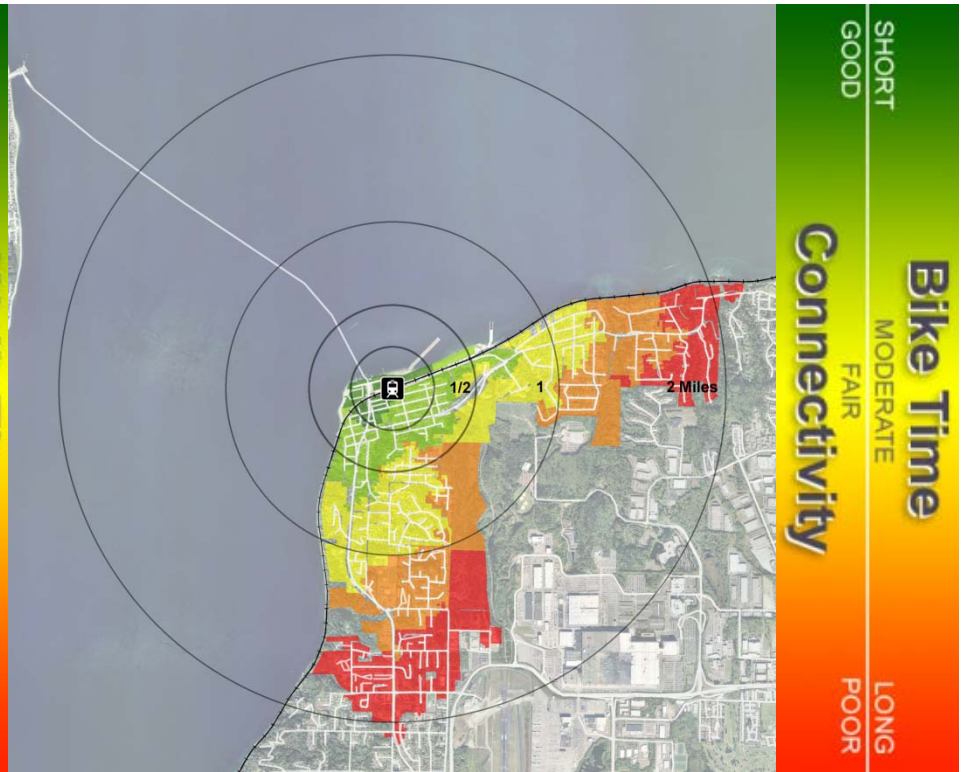 1/2
1
2 Miles
Bike Time
SHORT MODERATE LONG
GOOD FAIR POOR
Connectivity